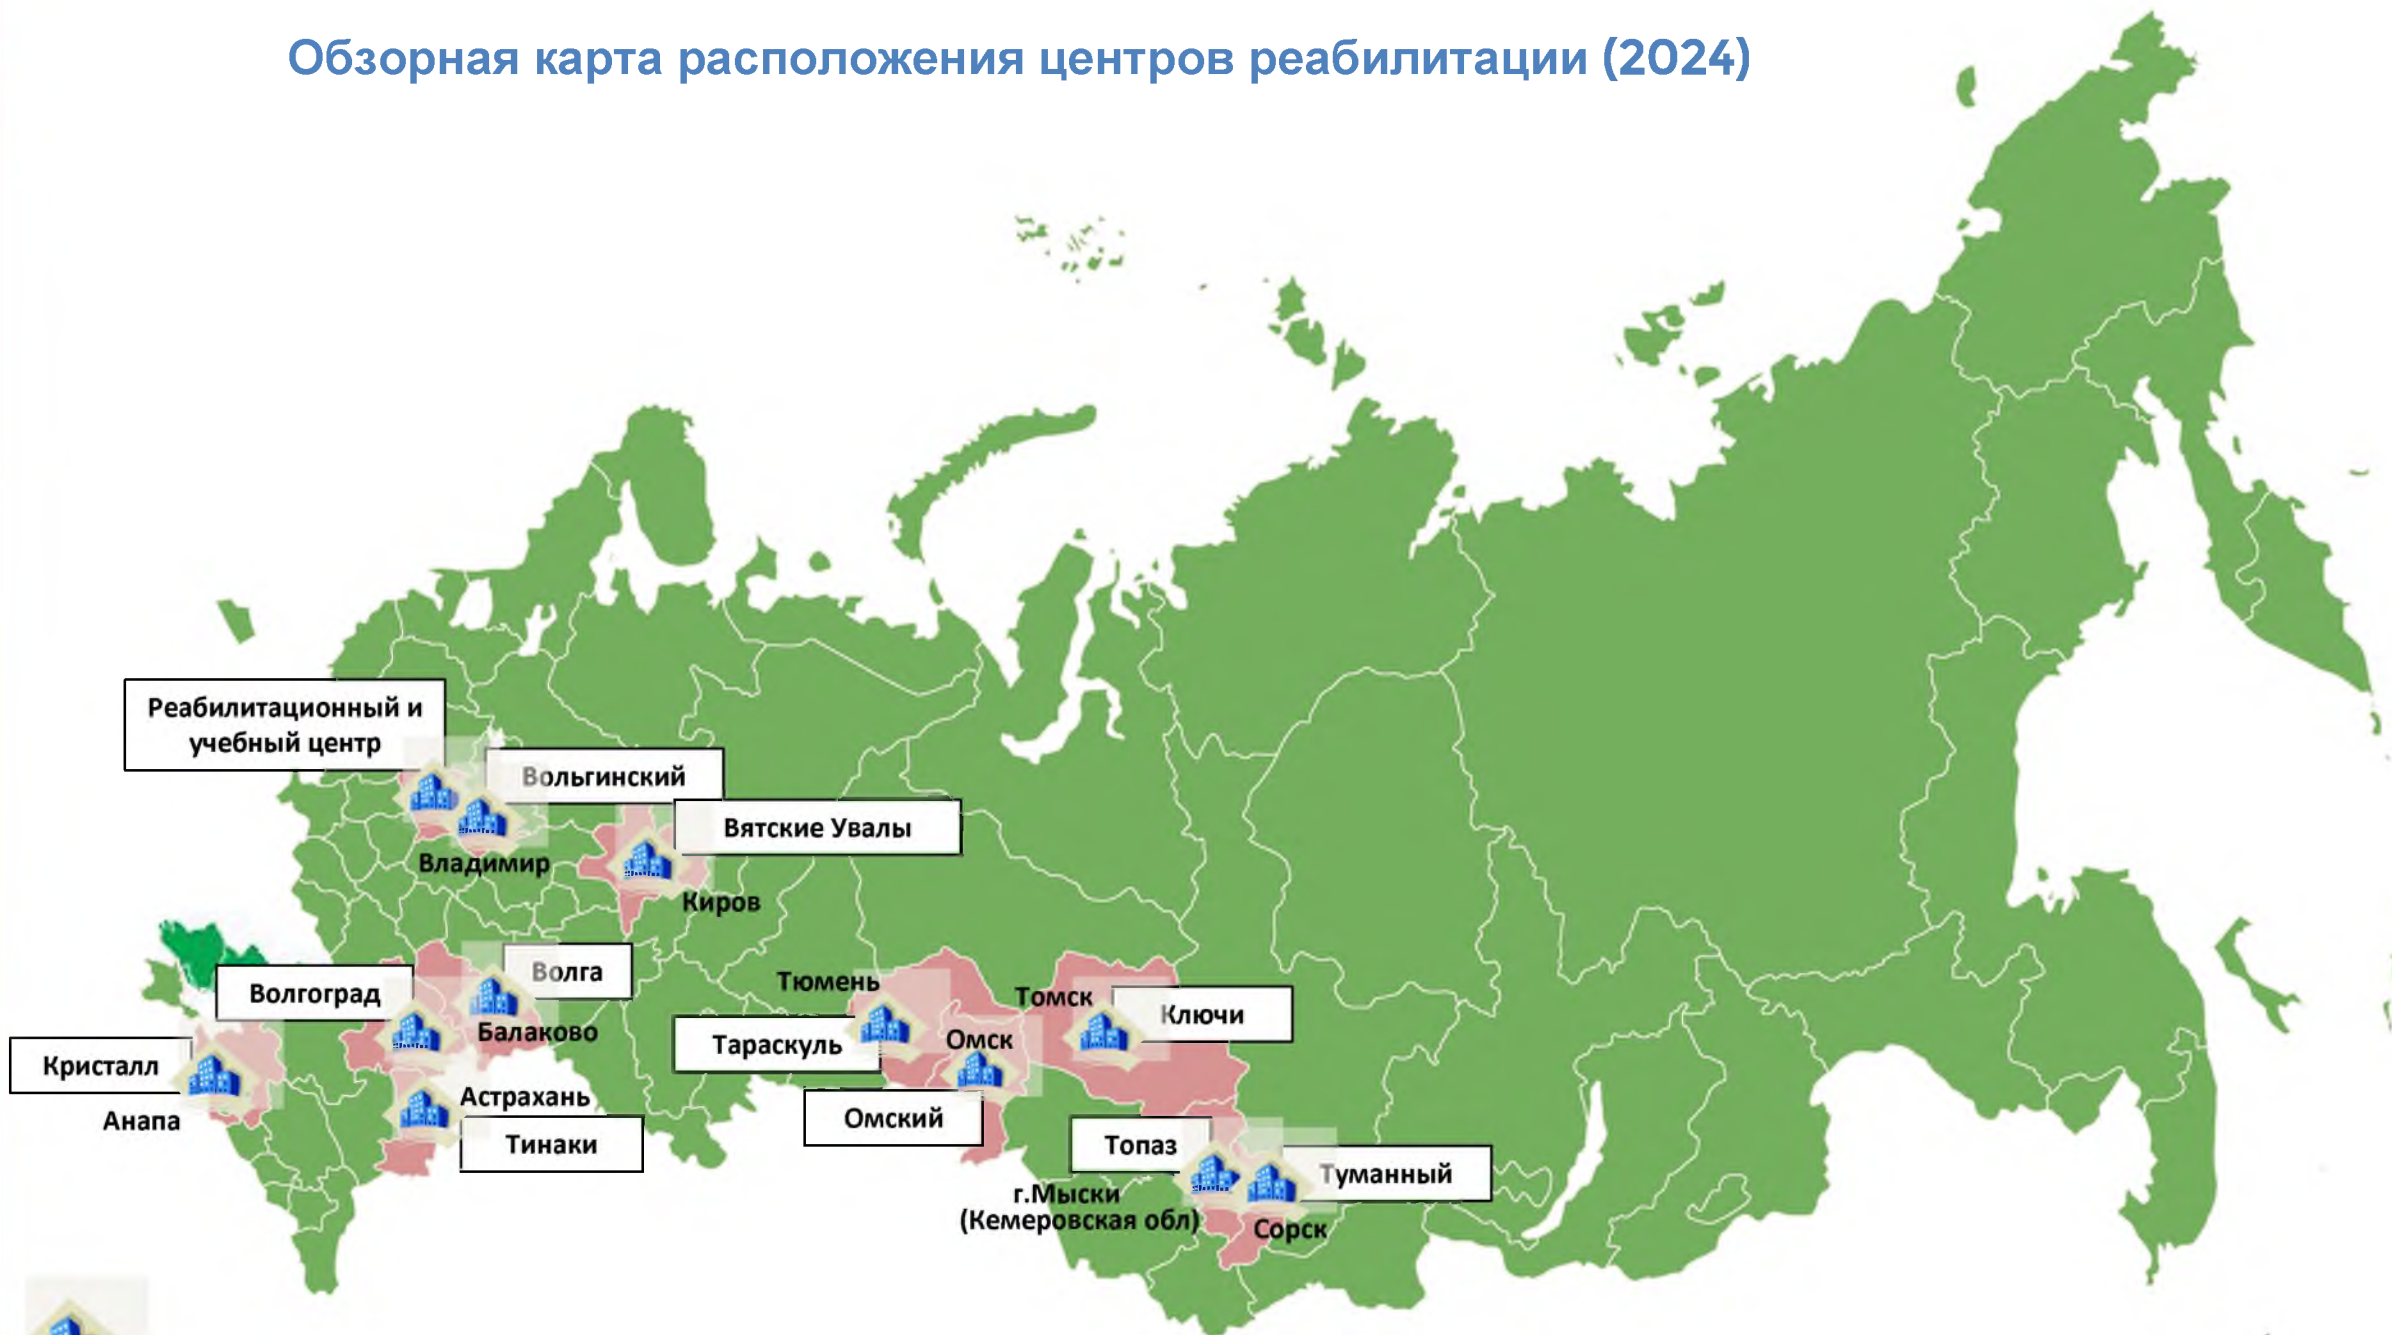 Обзорная карта расположения центров реабилитации (2024)
Реабилитационный и
учебный центр
Вольгинский
Вятские Увалы
Владимир
Киров
Волга
Волгоград
Балаково
Кристалл
Анапа
Астрахань
Тинаки
Тюмень
Тараскуль
Омск
Омский
Томск
Ключи
Топаз
Туманный
г.Мыски
(Кемеровская обл)
Сорск